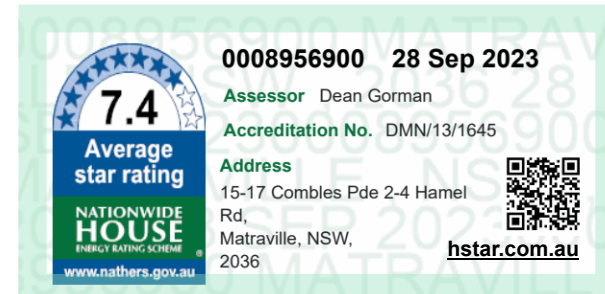 7.4
Average
star rating
NATIONWIDE
HOUSE
ENERGY RATING SCHEME ®
www.nathers.gov.au
0008956900 28 Sep 2023
Assessor Dean Gorman
Accreditation No. DMN/13/1645
Address
15-17 Combles Pde 2-4 Hamel
Rd,
Matraville, NSW,
2036
hstar.com.au